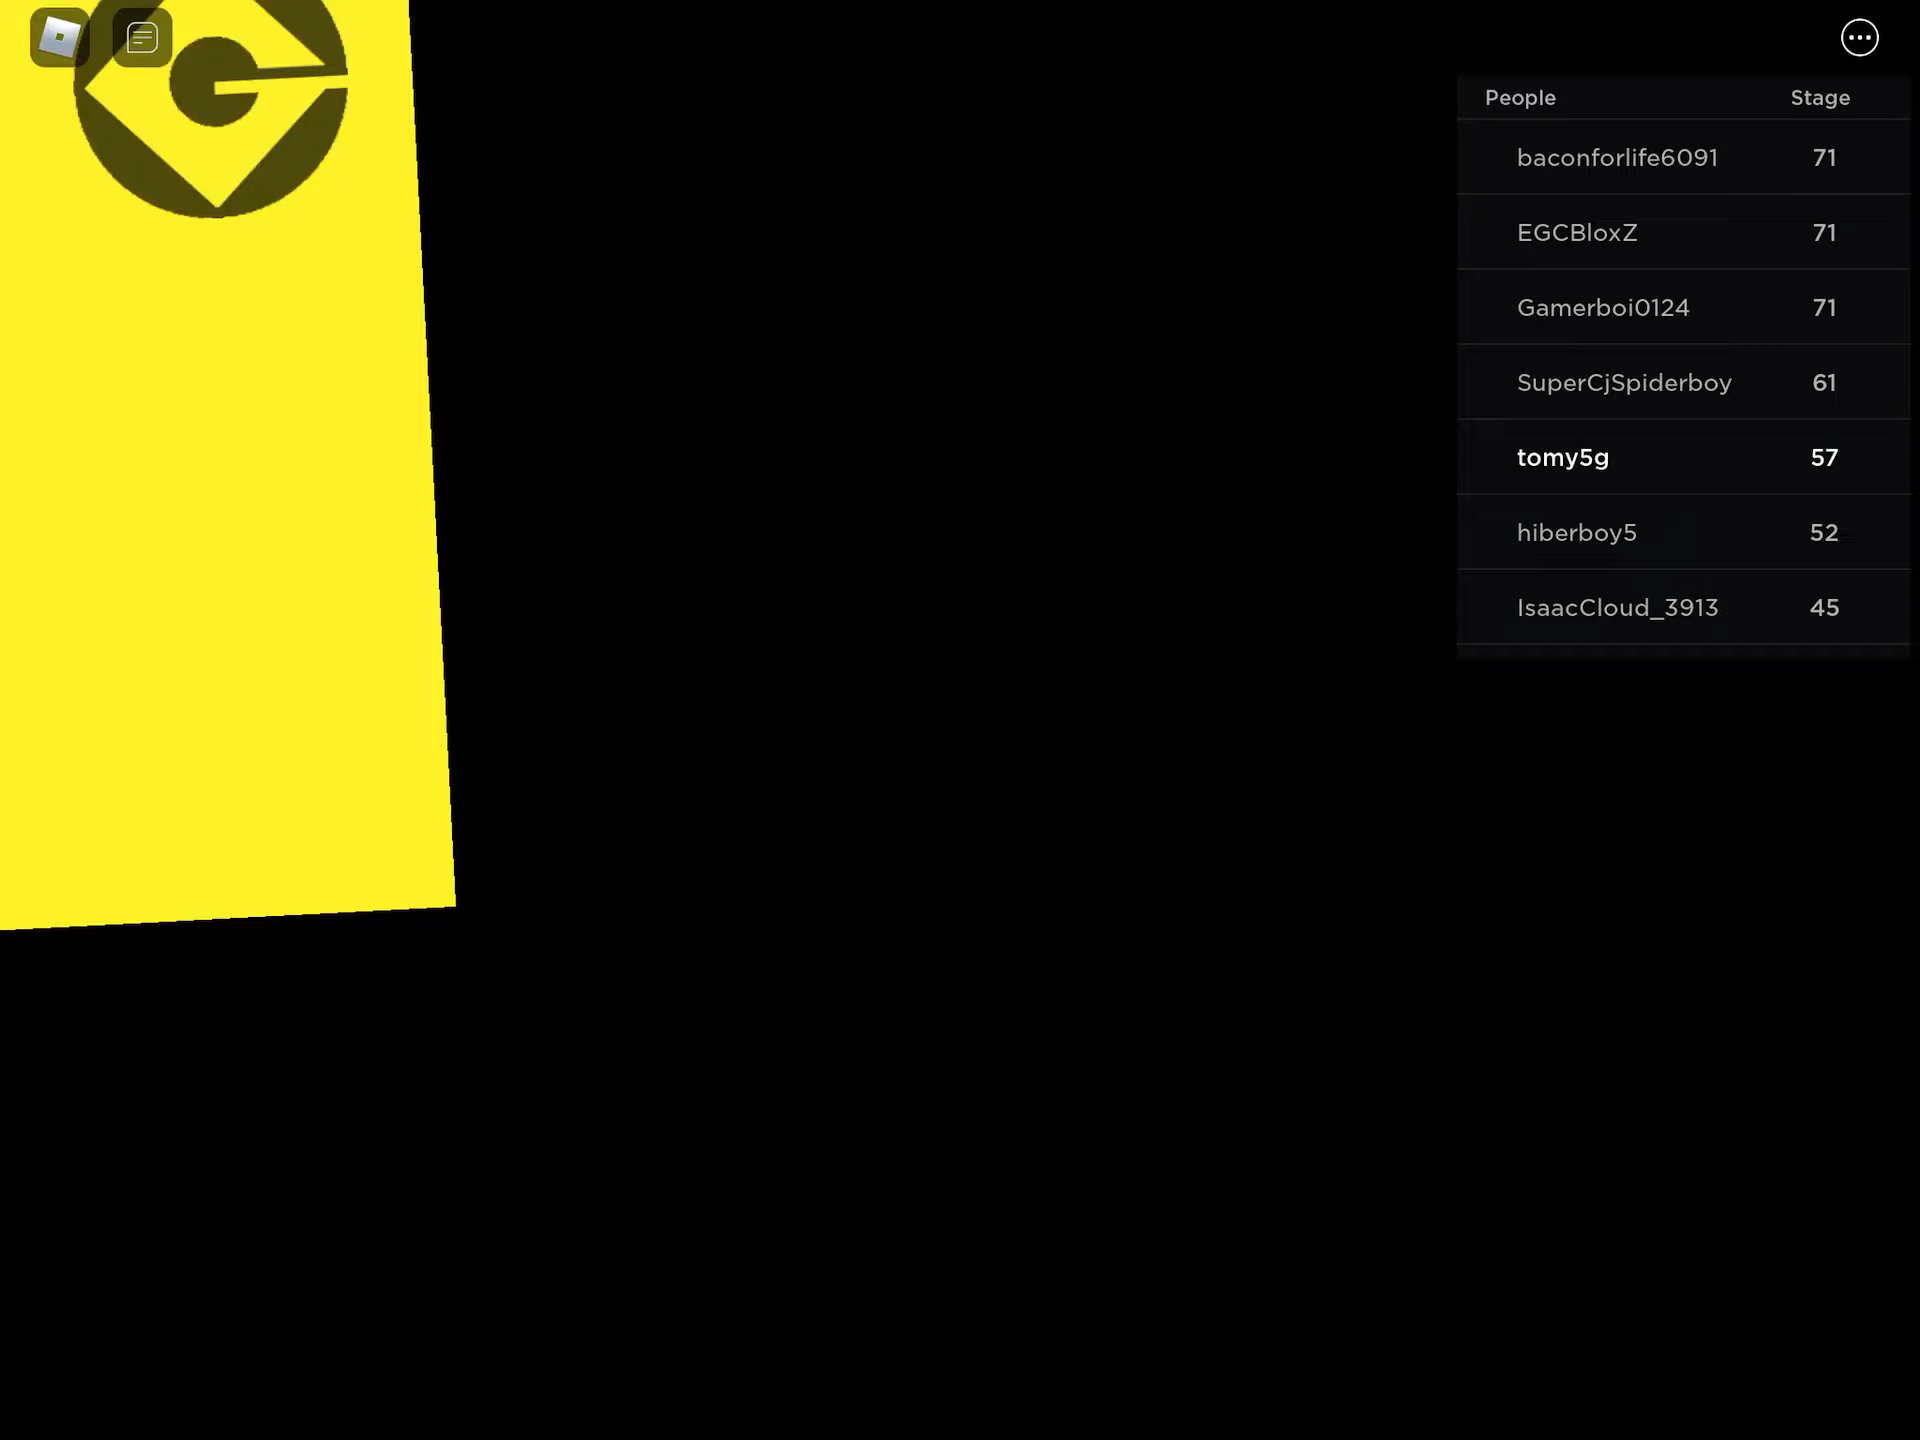 People Stage
baconforlife6091 71
EGCBloxZ 71
Gamerboi0124 71
SuperCjSpiderboy 61
tomy5g 57
hiberboy5 52
IsaacCloud_3913 45